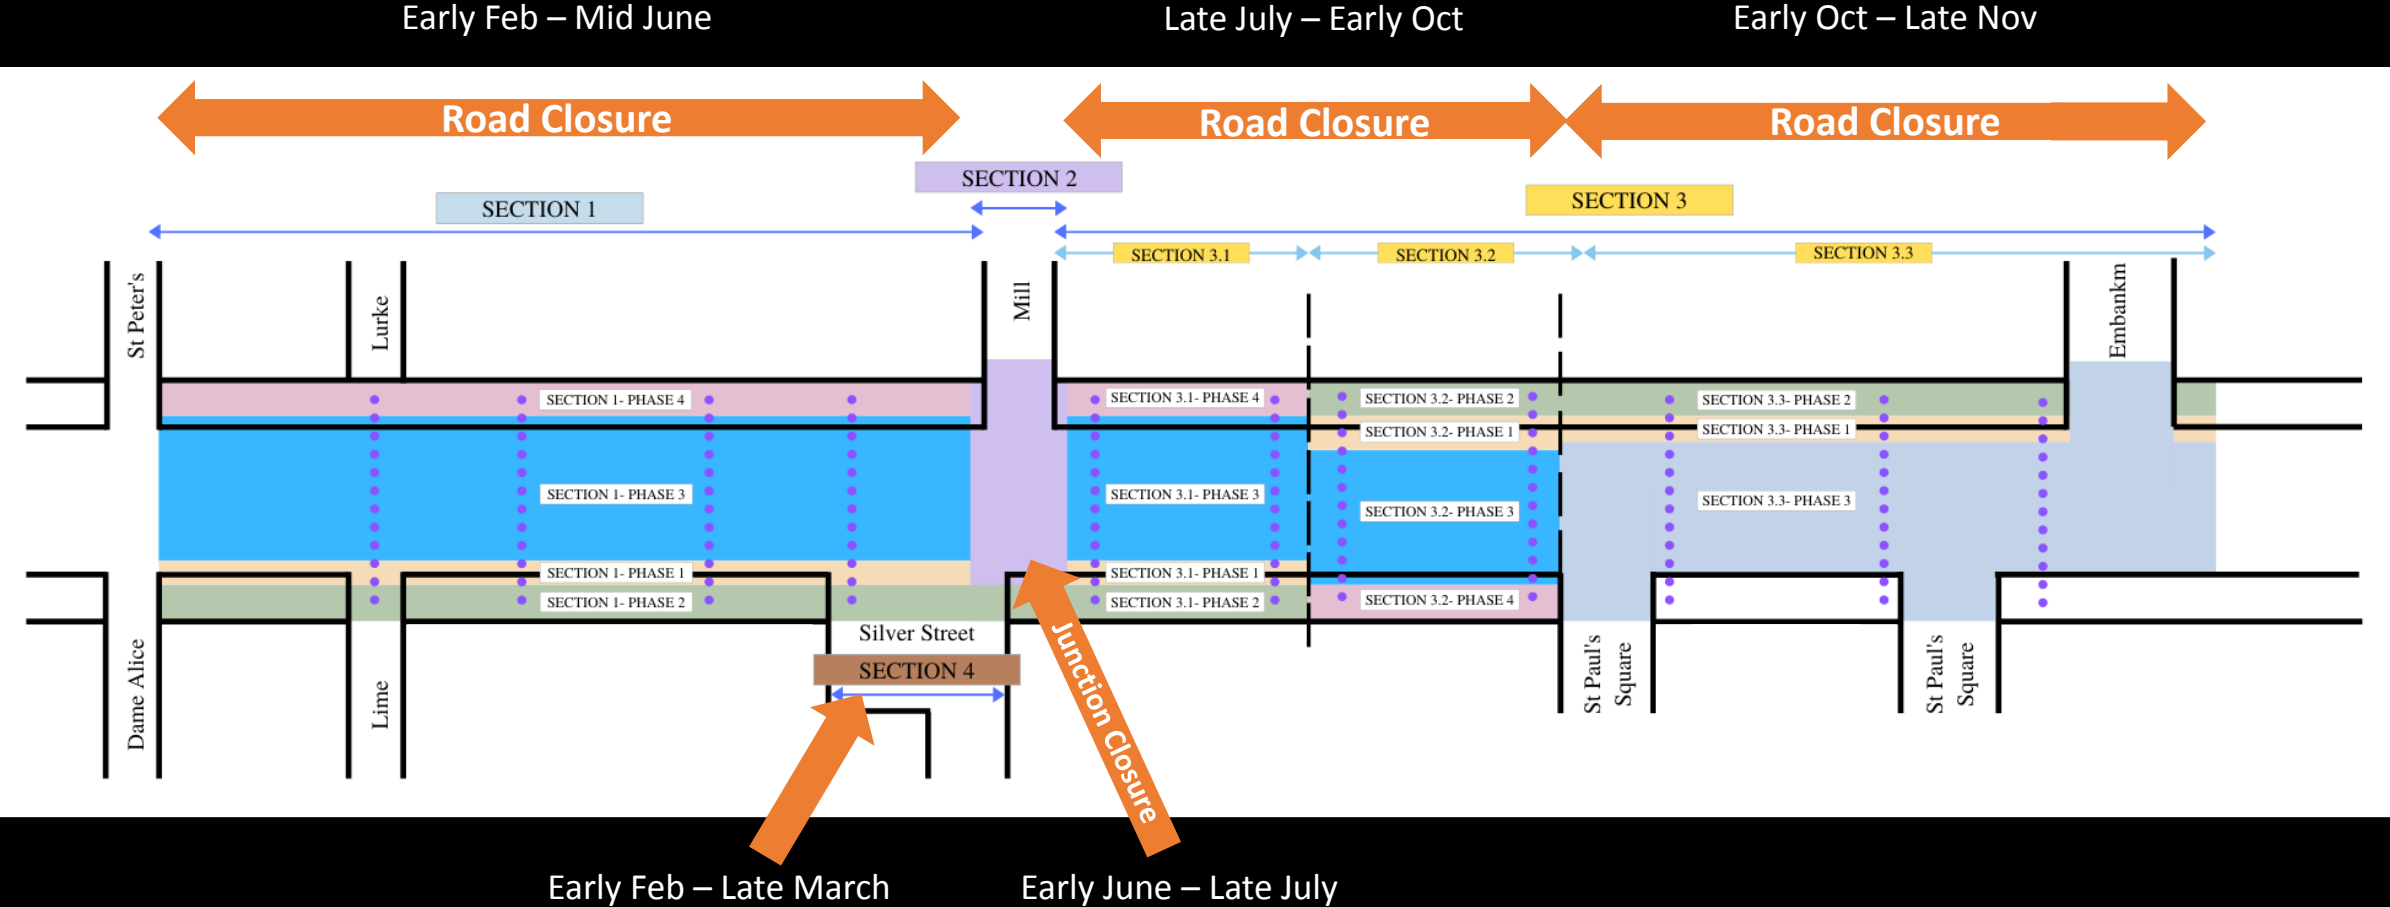 Early Feb – Mid June
Late July – Early Oct
Early Oct – Late Nov
Road Closure
Road Closure
Road Closure
SECTION 2
SECTION 1
SECTION 3
SECTION 3.1
SECTION 3.2
SECTION 3.3
St Peter's
Lurke
Mill
Embankm
SECTION 1- PHASE 4
SECTION 3.1- PHASE 4
SECTION 3.2- PHASE 2
SECTION 3.3- PHASE 2
SECTION 3.2- PHASE 1
SECTION 3.3- PHASE 1
SECTION 1- PHASE 3
SECTION 3.1- PHASE 3
SECTION 3.2- PHASE 3
SECTION 3.3- PHASE 3
SECTION 1- PHASE 1
SECTION 3.1- PHASE 1
SECTION 1- PHASE 2
SECTION 3.1- PHASE 2
SECTION 3.2- PHASE 4
Silver Street
SECTION 4
Dame Alice
Lime
Junction Closure
St Paul's
Square
St Paul's
Square
Early Feb – Late March
Early June – Late July